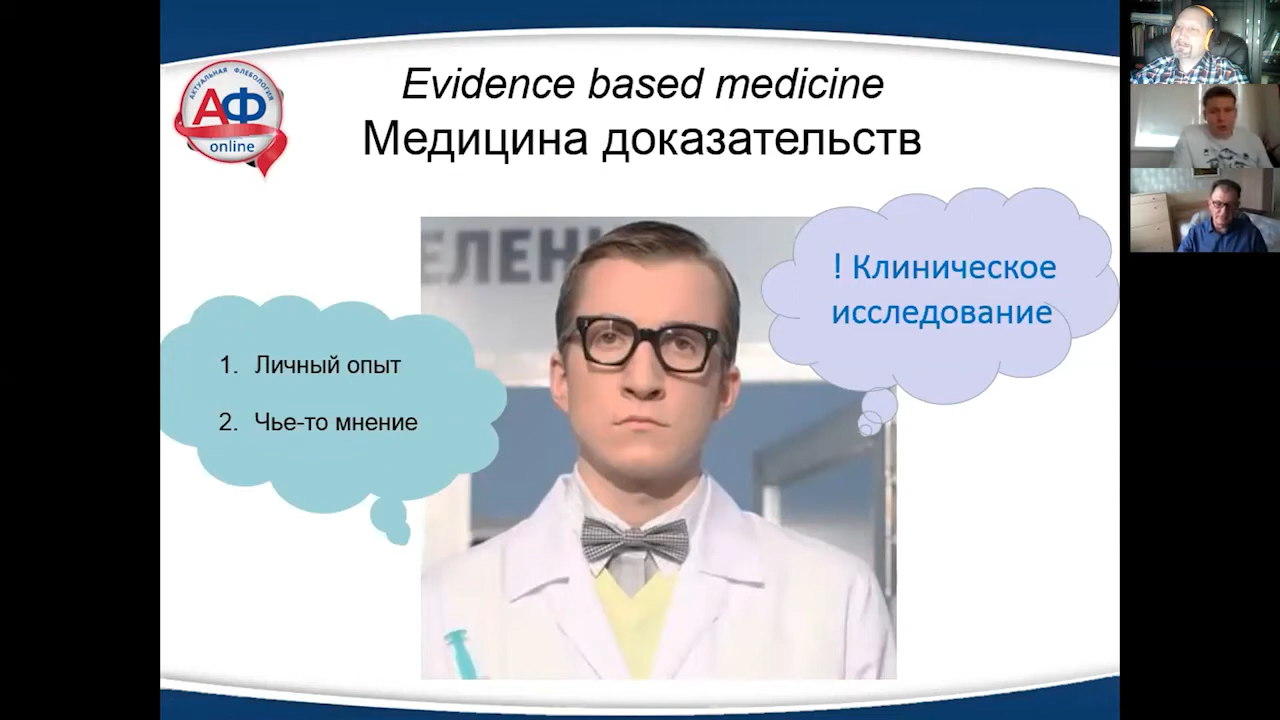 Evidence based medicine
Медицина доказательств
АКТУАЛЬНАЯ ФЛЕБОЛОГИЯ
АФ
online
ЕЛЕН
! Клиническое
исследование
1. Личный опыт
2. Чье-то мнение